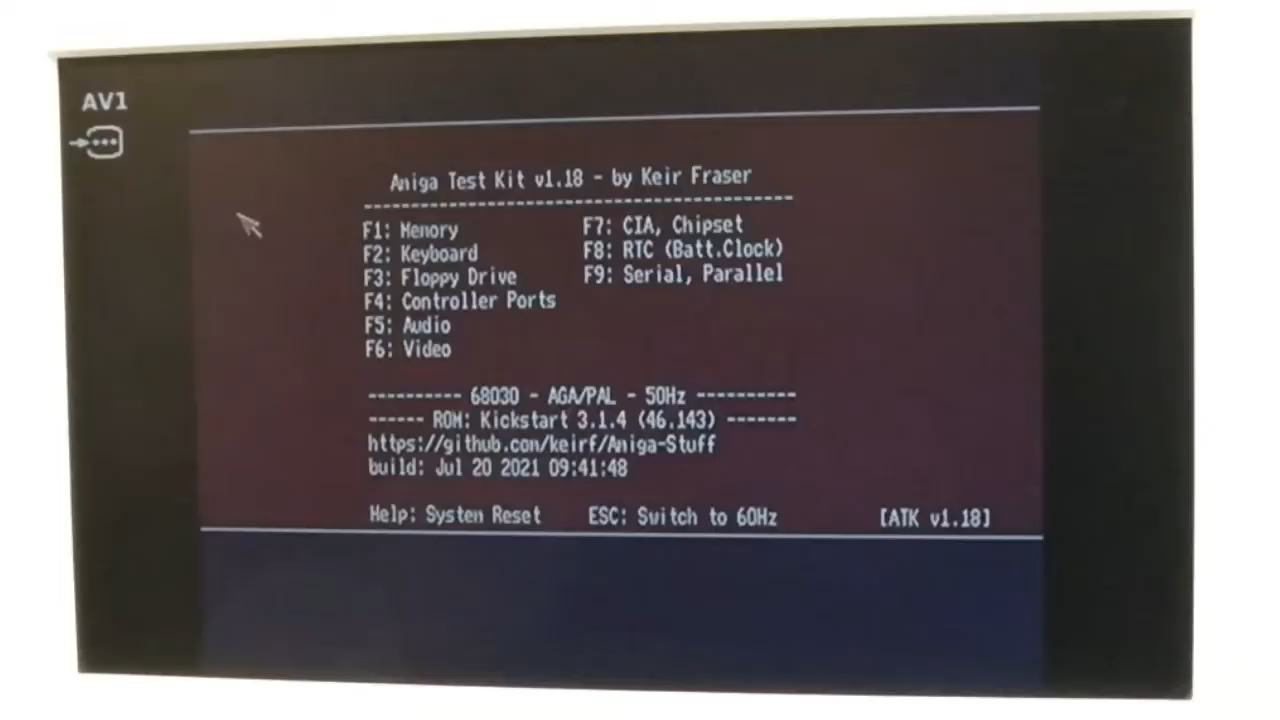 AV1
Amiga Test Kit v1.18 - by Keir Fraser
------------------------------------------------
F1: Memory F7: CIA, Chipset
F2: Keyboard F8: RTC (Batt.Clock)
F3: Floppy Drive F9: Serial, Parallel
F4: Controller Ports
F5: Audio
F6: Video
---------- 68030 - AGA/PAL - 50Hz ----------
------ ROM: Kickstart 3.1.4 (46.143) -------
https://github.com/keirf/Amiga-Stuff
build: Jul 20 2021 09:41:48
Help: System Reset ESC: Switch to 60Hz [ATK v1.18]